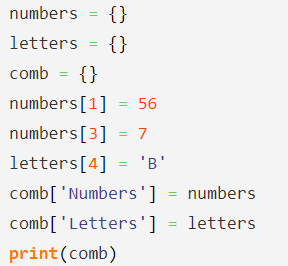 numbers = {}
letters = {}
comb = {}
numbers[1] = 56
numbers[3] = 7
letters[4] = 'B'
comb['Numbers'] = numbers
comb['Letters'] = letters
print(comb)